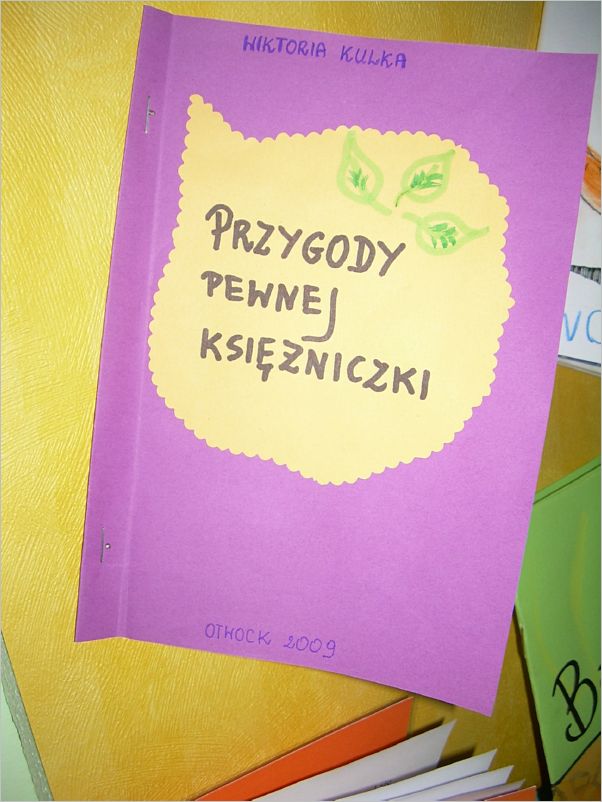 WIKTORIA KULKA
PRZYGODY
PEWNEJ
KSIĘŻNICZKI
OTWOCK 2009